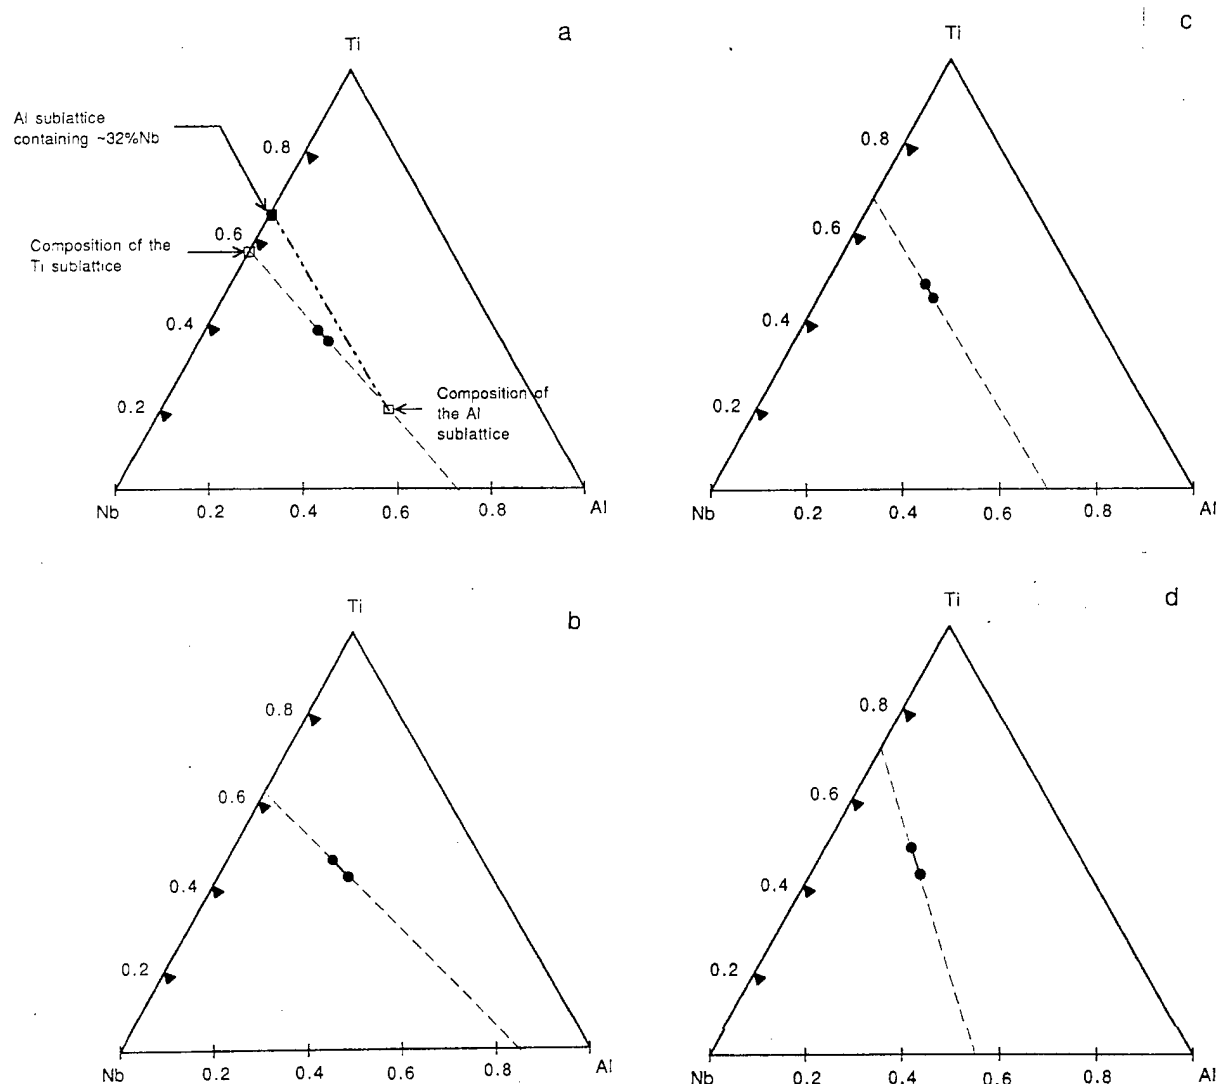 a
Ti
Al sublattice
containing ~32%Nb
0.8
0.6
Composition of the
Ti sublattice
0.4
0.2
Composition of
the Al
sublattice
Nb 0.2 0.4 0.6 0.8 Al
c
Ti
0.8
0.6
0.4
0.2
Nb 0.2 0.4 0.6 0.8 Al
b
Ti
0.8
0.6
0.4
0.2
Nb 0.2 0.4 0.6 0.8 Al
d
Ti
0.8
0.6
0.4
0.2
Nb 0.2 0.4 0.6 0.8 Al